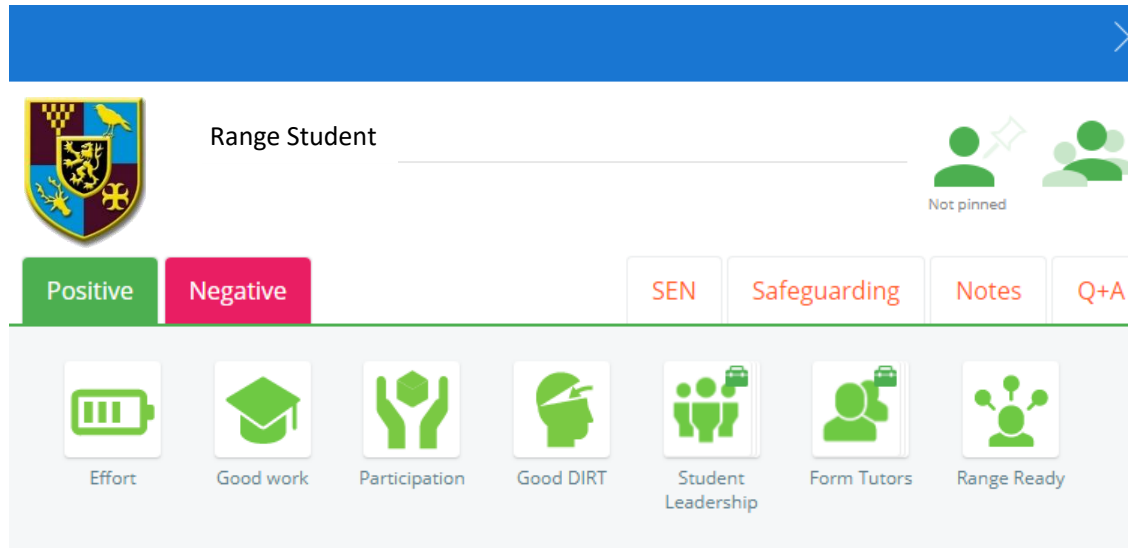 Range Student
Not pinned
Positive
Negative
SEN
Safeguarding
Notes
Q+A
Effort
Good work
Participation
Good DIRT
Student
Leadership
Form Tutors
Range Ready